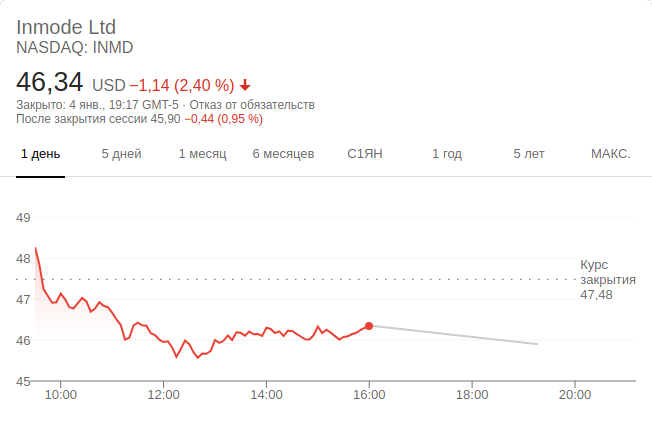 Inmode Ltd
NASDAQ: INMD
46,34 USD −1,14 (2,40 %)
Закрыто: 4 янв., 19:17 GMT-5 · Отказ от обязательств
После закрытия сессии 45,90 −0,44 (0,95 %)
1 день 5 дней 1 месяц 6 месяцев С1ЯН 1 год 5 лет МАКС.
49
48
47
46
45
Курс
закрытия
47,48
10:00 12:00 14:00 16:00 18:00 20:00